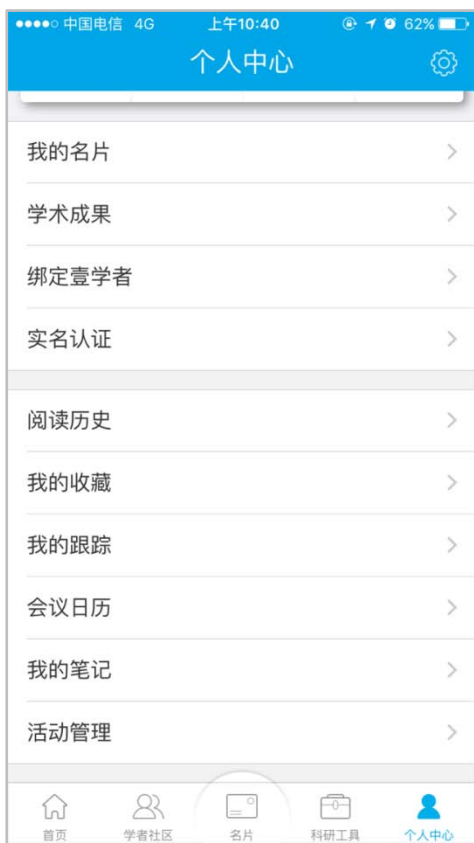 中国电信 4G 上午10:40 62%
个人中心
我的名片
学术成果
绑定壹学者
实名认证
阅读历史
我的收藏
我的跟踪
会议日历
我的笔记
活动管理
首页 学者社区 名片 科研工具 个人中心